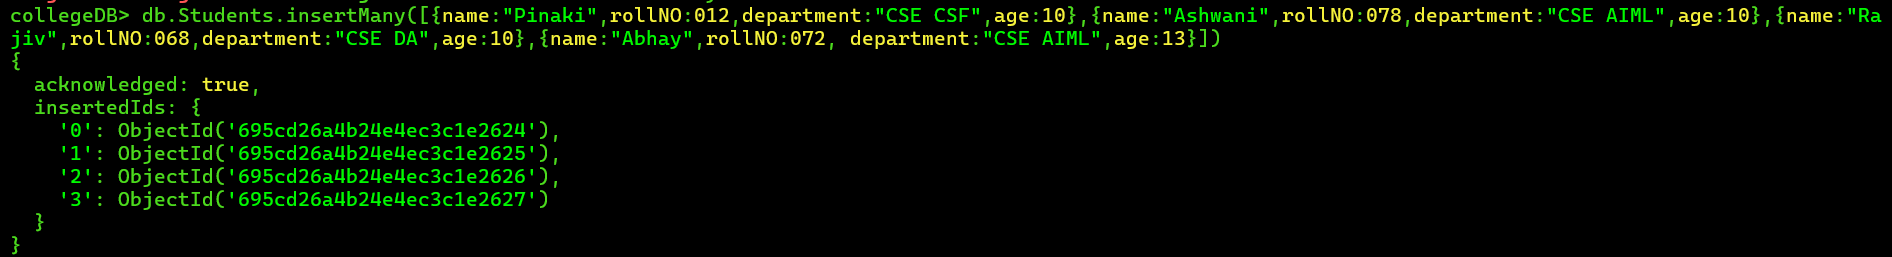 collegeDB> db.Students.insertMany([{name:"Pinaki",rollNO:012,department:"CSE CSF",age:10},{name:"Ashwani",rollNO:078,department:"CSE AIML",age:10},{name:"Ra
jiv",rollNO:068,department:"CSE DA",age:10},{name:"Abhay",rollNO:072, department:"CSE AIML",age:13}])
{
  acknowledged: true,
  insertedIds: {
    '0': ObjectId('695cd26a4b24e4ec3c1e2624'),
    '1': ObjectId('695cd26a4b24e4ec3c1e2625'),
    '2': ObjectId('695cd26a4b24e4ec3c1e2626'),
    '3': ObjectId('695cd26a4b24e4ec3c1e2627')
  }
}